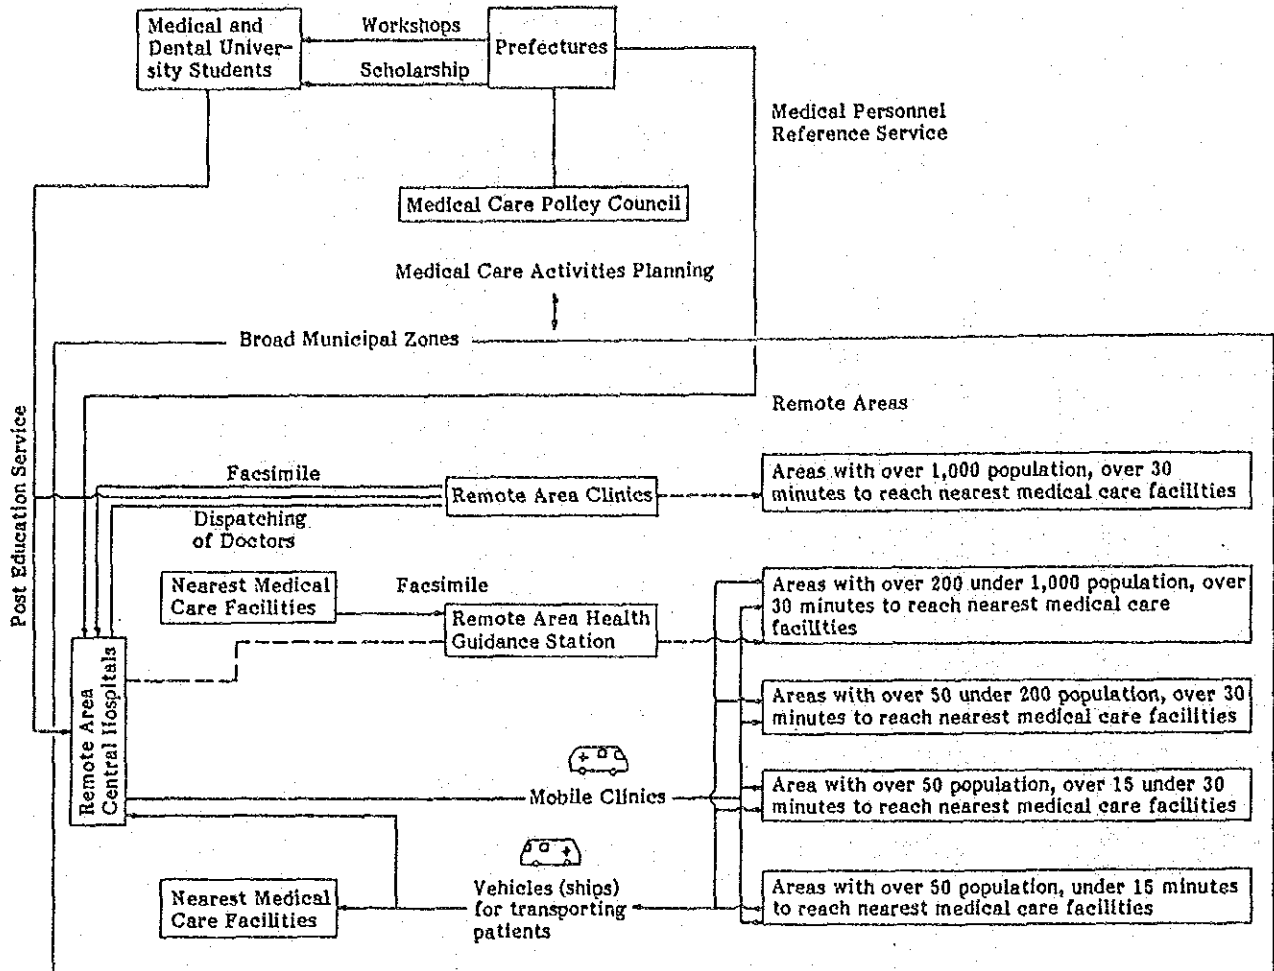 Medical and
Dental Univer-
sity Students
Workshops
Scholarship
Prefectures
Medical Personnel
Reference Service
Medical Care Policy Council
Medical Care Activities Planning
Broad Municipal Zones
Post Education Service
Remote Areas
Facsimile
Remote Area Clinics
Dispatching
of Doctors
Areas with over 1,000 population, over 30
minutes to reach nearest medical care facilities
Nearest Medical
Care Facilities
Facsimile
Remote Area Health
Guidance Station
Areas with over 200 under 1,000 population, over
30 minutes to reach nearest medical care
facilities
Remote Area
Central Hospitals
Areas with over 50 under 200 population, over 30
minutes to reach nearest medical care facilities
Mobile Clinics
Area with over 50 population, over 15 under 30
minutes to reach nearest medical care facilities
Nearest Medical
Care Facilities
Vehicles (ships)
for transporting
patients
Areas with over 50 population, under 15 minutes
to reach nearest medical care facilities